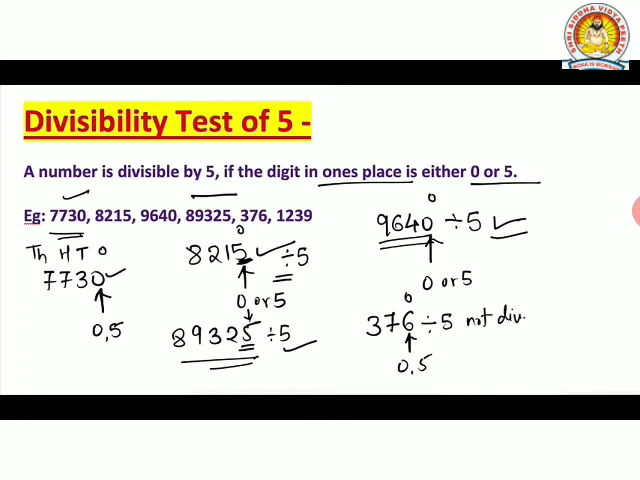 SHRI SIDDHA VIDYA PEETH
WORK IS WORSHIP
Divisibility Test of 5 -
A number is divisible by 5, if the digit in ones place is either 0 or 5.
Eg: 7730, 8215, 9640, 89325, 376, 1239
Th H T O
7730
0,5
O
8215 ÷5
0 or 5
89325 ÷5
O
9640 ÷5
0 or 5
O
376 ÷5 not div.
0,5